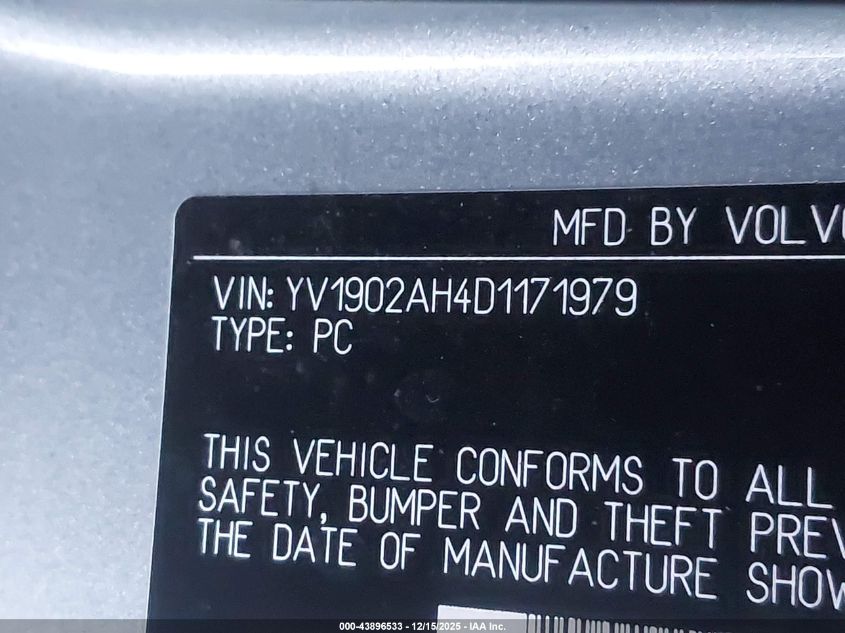 MFD BY VOLVO
VIN: YV1902AH4D1171979
TYPE: PC
THIS VEHICLE CONFORMS TO ALL
SAFETY, BUMPER AND THEFT PREV
THE DATE OF MANUFACTURE SHOW
000-43896533 - 12/15/2025 - IAA Inc.